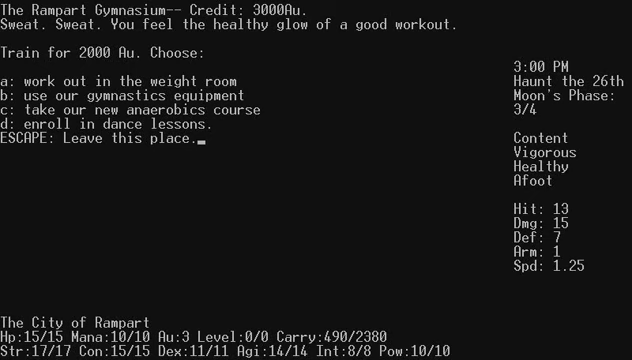 The Rampart Gymnasium-- Credit: 3000Au.
Sweat. Sweat. You feel the healthy glow of a good workout.
Train for 2000 Au. Choose:
a: work out in the weight room
b: use our gymnastics equipment
c: take our new anaerobics course
d: enroll in dance lessons.
ESCAPE: Leave this place.
3:00 PM
Haunt the 26th
Moon's Phase:
3/4
Content
Vigorous
Healthy
Afoot
Hit: 13
Dmg: 15
Def: 7
Arm: 1
Spd: 1.25
The City of Rampart
Hp:15/15 Mana:10/10 Au:3 Level:0/0 Carry:490/2380
Str:17/17 Con:15/15 Dex:11/11 Agi:14/14 Int:8/8 Pow:10/10